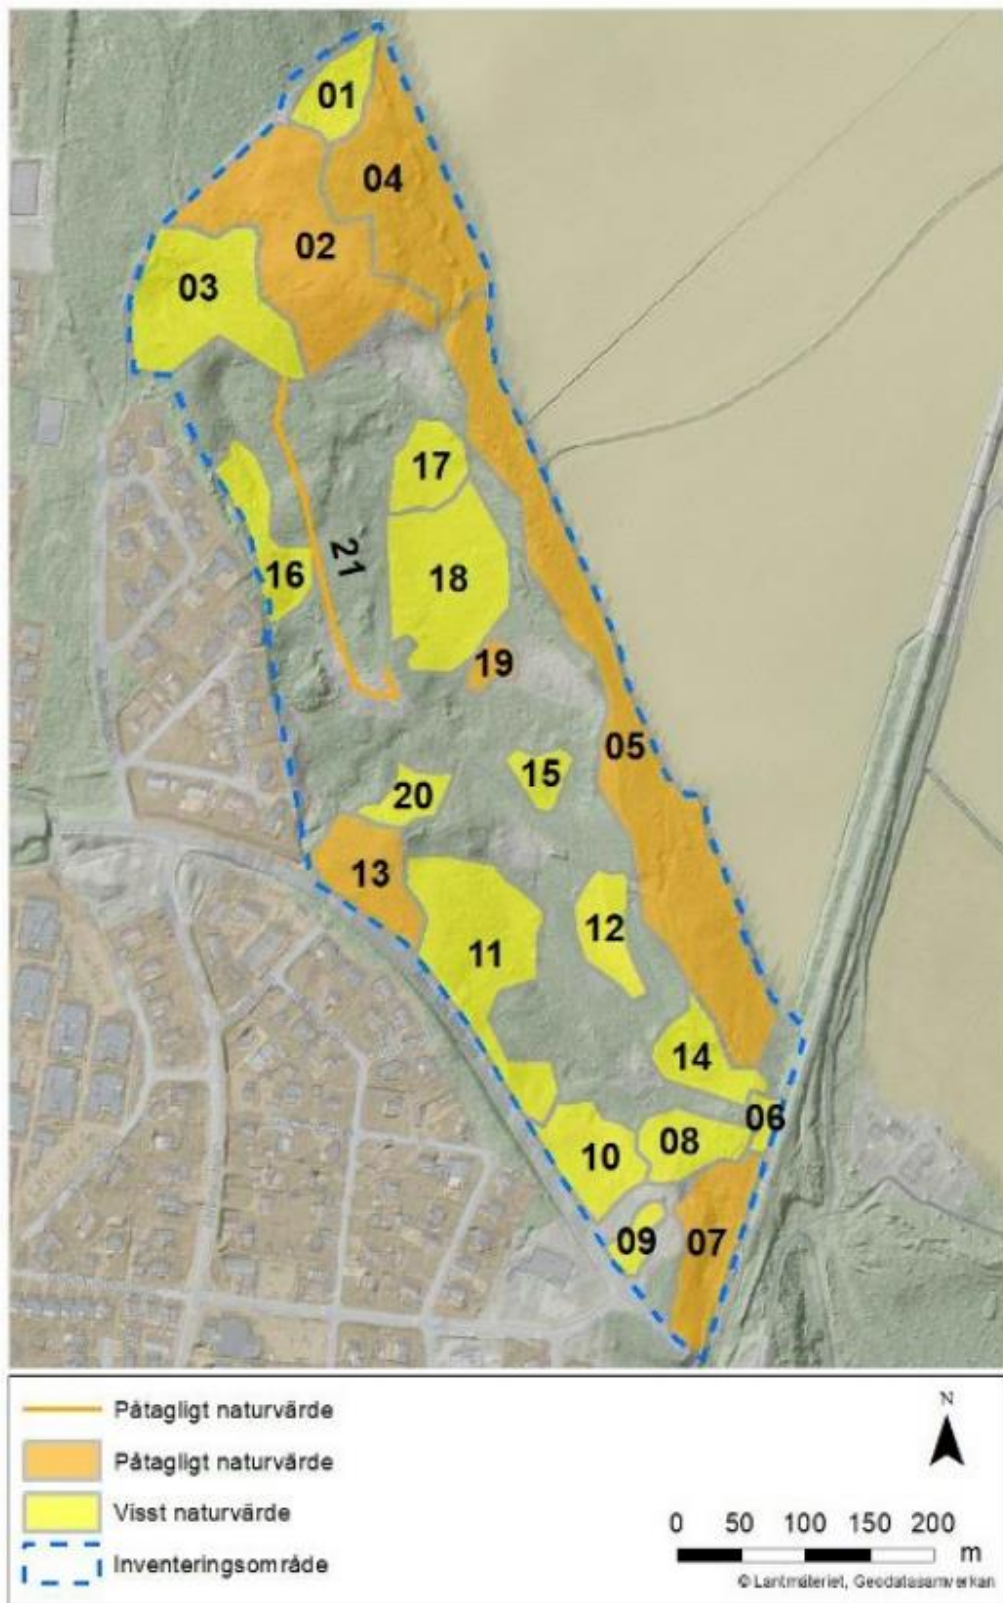 01
04
02
03
17
21
18
16
19
05
15
20
13
12
11
14
06
08
10
09
07
Påtagligt naturvärde
N
Påtagligt naturvärde
Visst naturvärde
0 50 100 150 200
m
Inventeringsområde
© Lantmäteriet, Geodatasamverkan